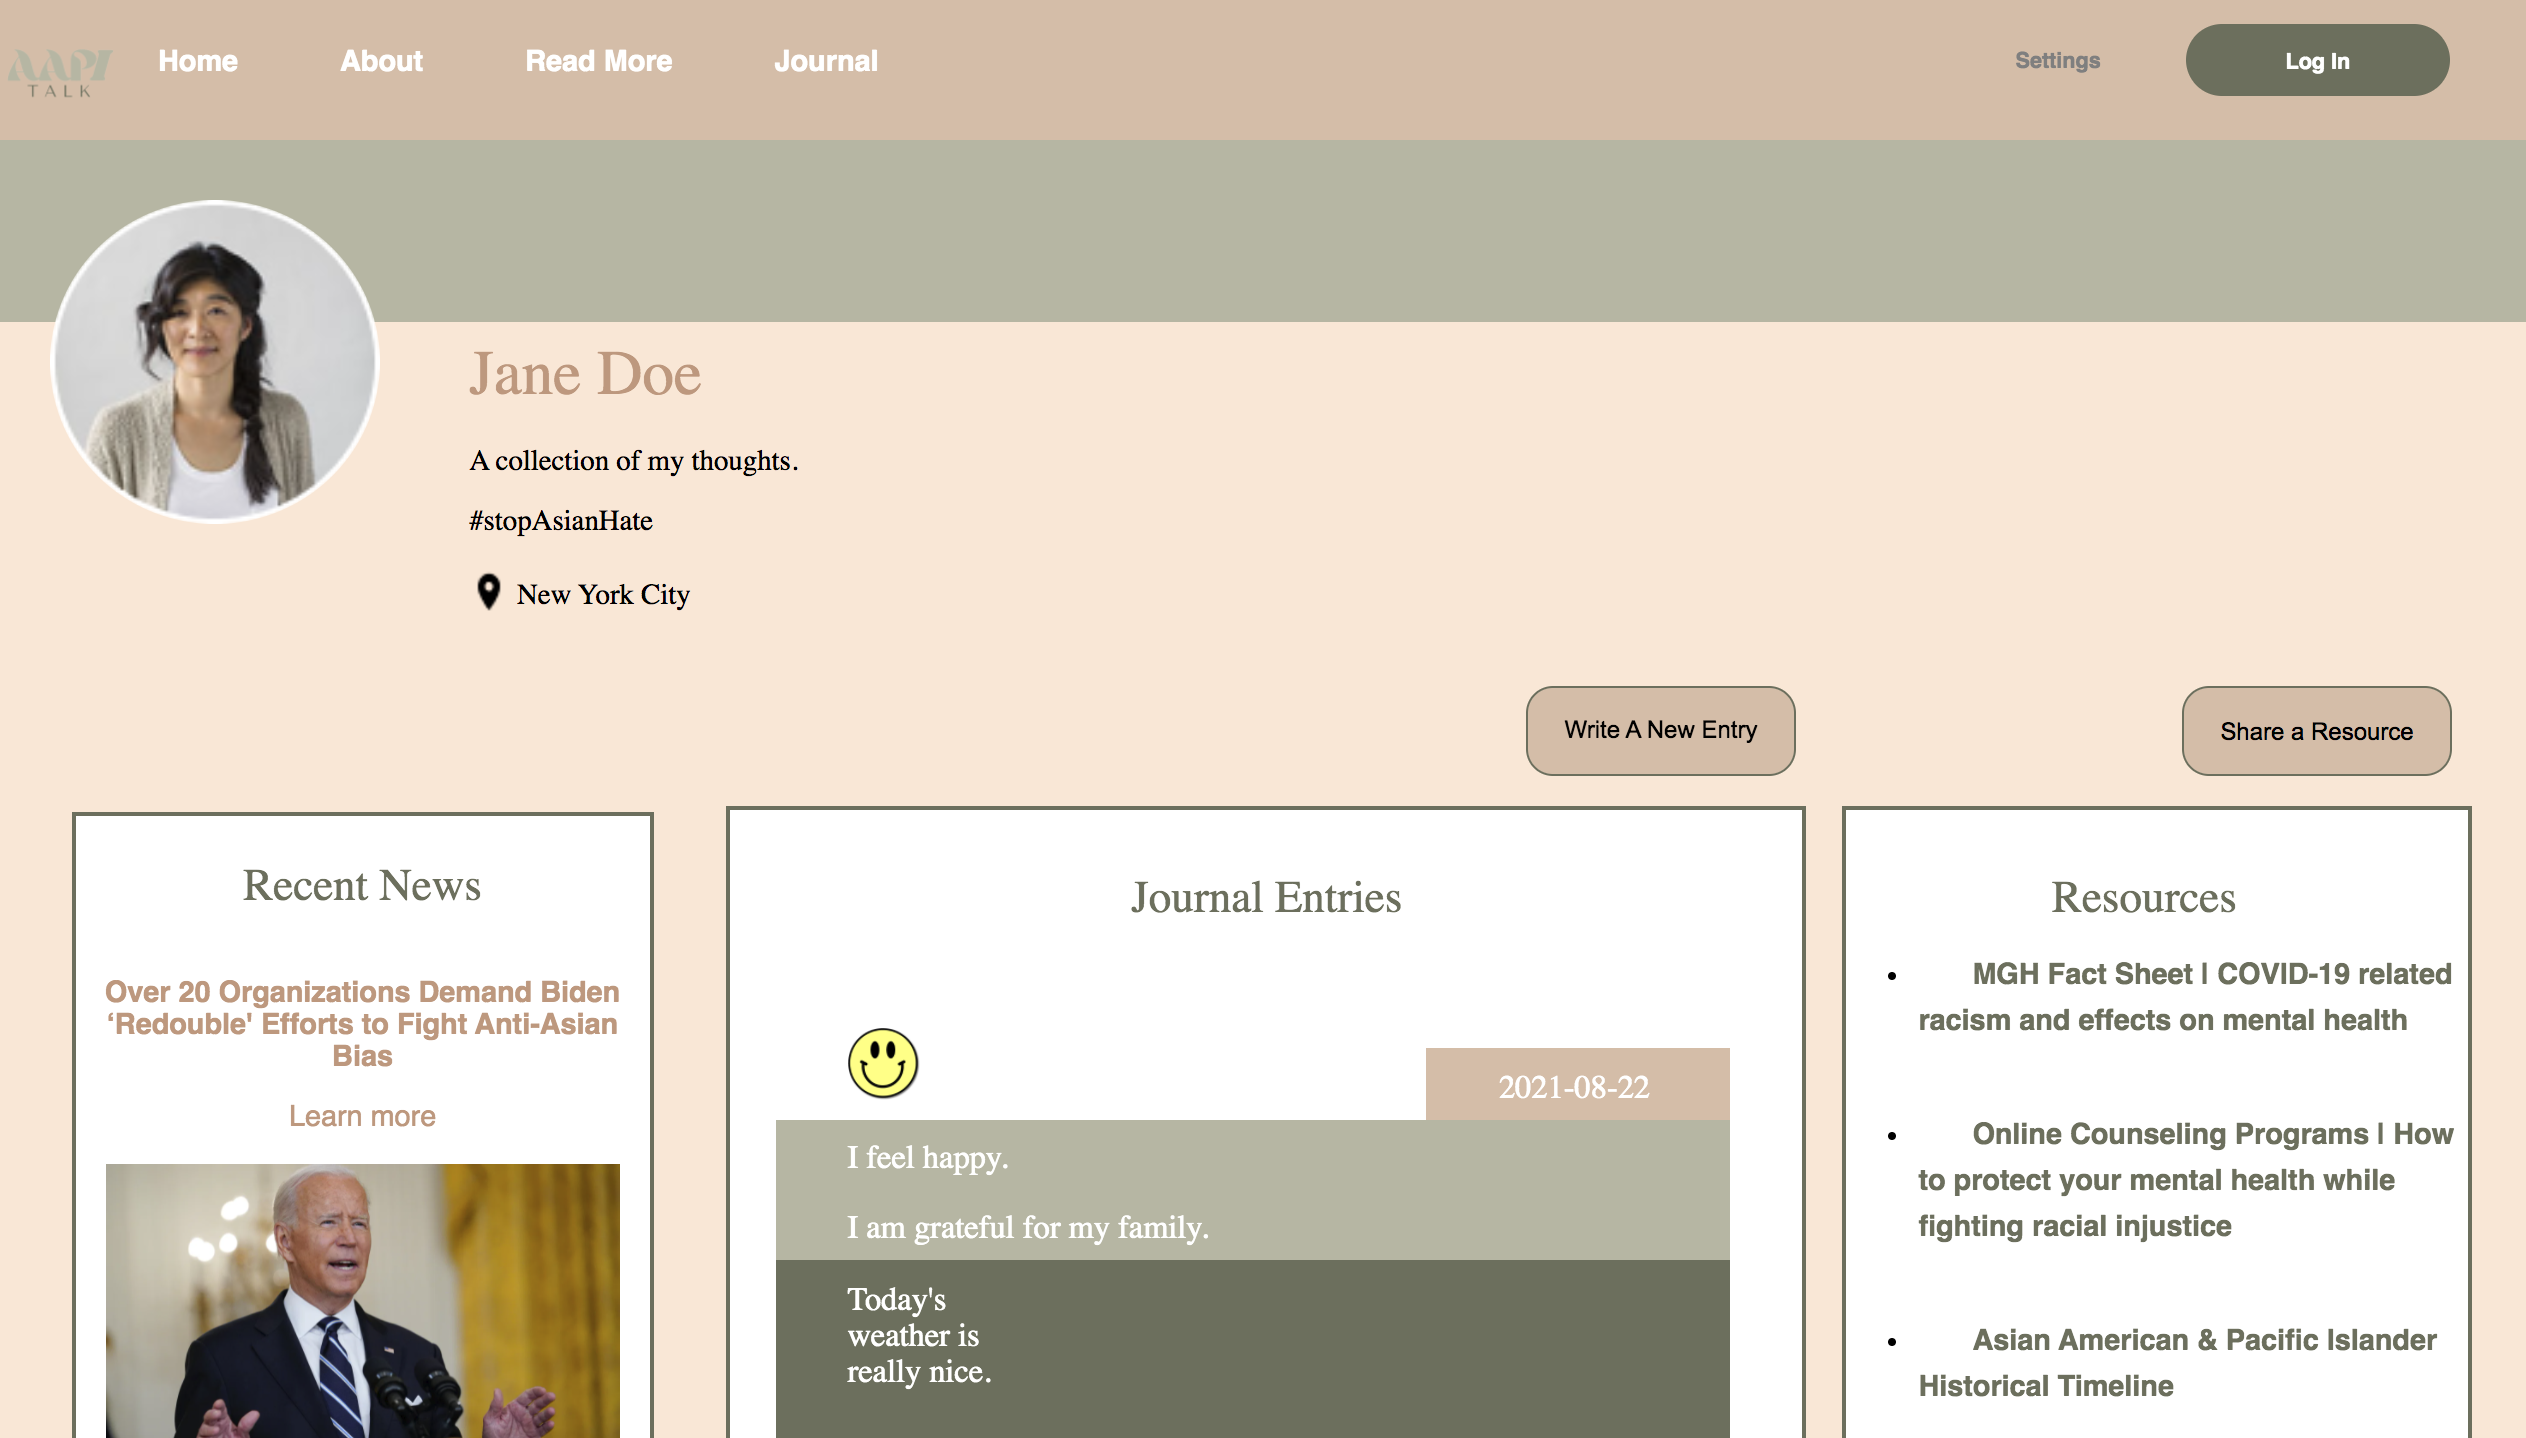 AAPI
TALK
Home
About
Read More
Journal
Settings
Log In
Jane Doe
A collection of my thoughts.
#stopAsianHate
New York City
Write A New Entry
Share a Resource
Recent News
Over 20 Organizations Demand Biden
‘Redouble' Efforts to Fight Anti-Asian
Bias
Learn more
Journal Entries
2021-08-22
I feel happy.
I am grateful for my family.
Today's
weather is
really nice.
Resources
MGH Fact Sheet | COVID-19 related
racism and effects on mental health
Online Counseling Programs | How
to protect your mental health while
fighting racial injustice
Asian American & Pacific Islander
Historical Timeline